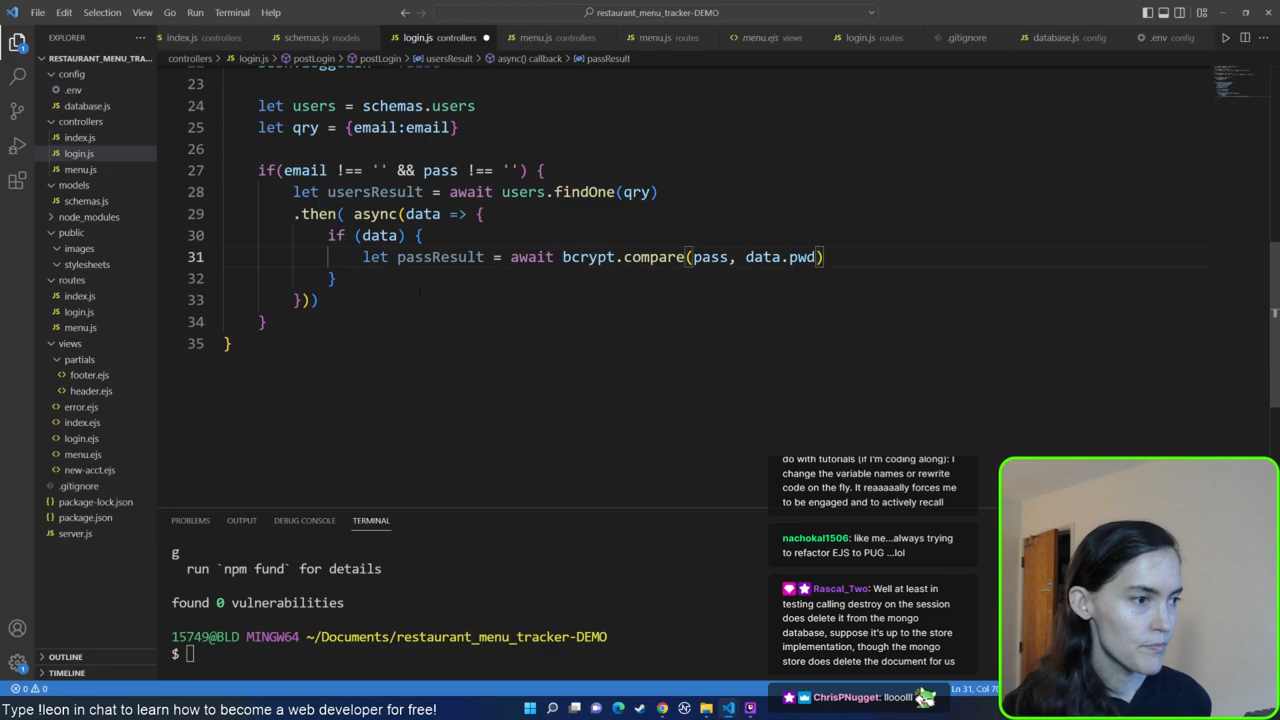 File Edit Selection View Go Run Terminal Help
restaurant_menu_tracker-DEMO
EXPLORER
index.js controllers
schemas.js models
login.js controllers
menu.js controllers
menu.js routes
menu.ejs views
login.js routes
.gitignore
database.js config
.env config
controllers > login.js > postLogin > postLogin > usersResult > async() callback > passResult
RESTAURANT_MENU_TRA...
config
.env
database.js
controllers
index.js
login.js
menu.js
models
schemas.js
node_modules
public
images
stylesheets
routes
index.js
login.js
menu.js
views
partials
footer.ejs
header.ejs
error.ejs
index.ejs
login.ejs
menu.ejs
new-acct.ejs
.gitignore
package-lock.json
package.json
server.js
OUTLINE
TIMELINE
23
24 let users = schemas.users
25 let qry = {email:email}
26
27 if(email !== '' && pass !== '') {
28 let usersResult = await users.findOne(qry)
29 .then( async(data => {
30 if (data) {
31 let passResult = await bcrypt.compare(pass, data.pwd)
32 }
33 }))
34 }
35 }
PROBLEMS OUTPUT DEBUG CONSOLE TERMINAL
g
run `npm fund` for details
found 0 vulnerabilities
15749@BLD MINGW64 ~/Documents/restaurant_menu_tracker-DEMO
$
do with tutorials (if I'm coding along): I
change the variable names or rewrite
code on the fly. It reaaaaally forces me
to be engaged and to actively recall
nachokal1506: like me...always trying
to refactor EJS to PUG ...lol
Rascal_Two: Well at least in
testing calling destroy on the session
does delete it from the mongo
database, suppose it's up to the store
implementation, though the mongo
store does delete the document for us
ChrisPNugget: lloooIII
0 0
Ln 31, Col 70
Type !leon in chat to learn how to become a web developer for free!